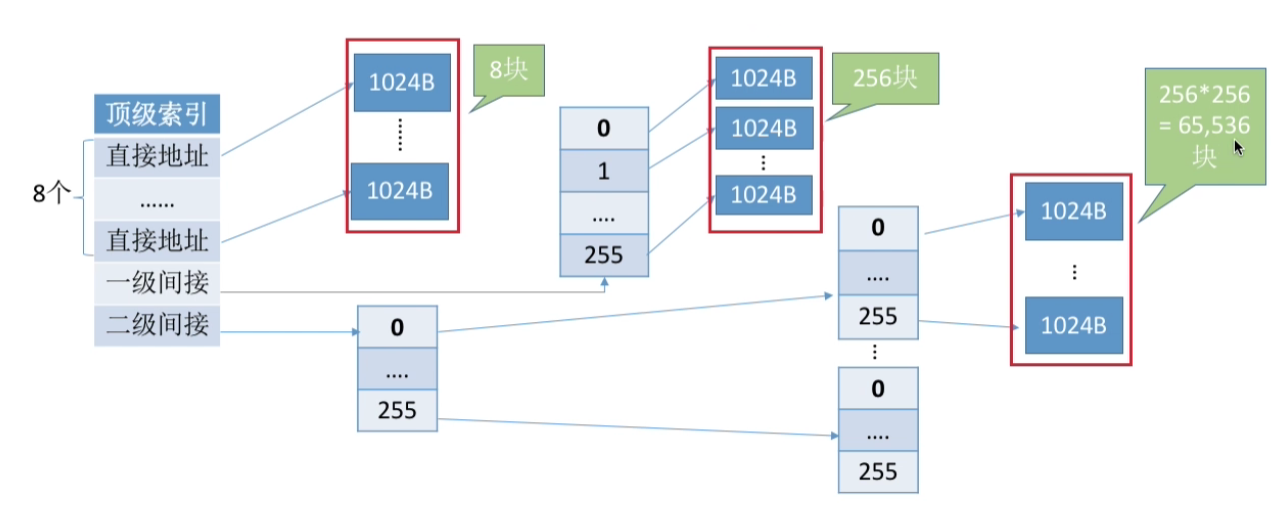 顶级索引
直接地址
......
直接地址
一级间接
二级间接
8个
1024B
1024B
8块
0
1
....
255
1024B
1024B
1024B
256块
0
....
255
0
....
255
0
....
255
1024B
1024B
256*256
= 65,536
块